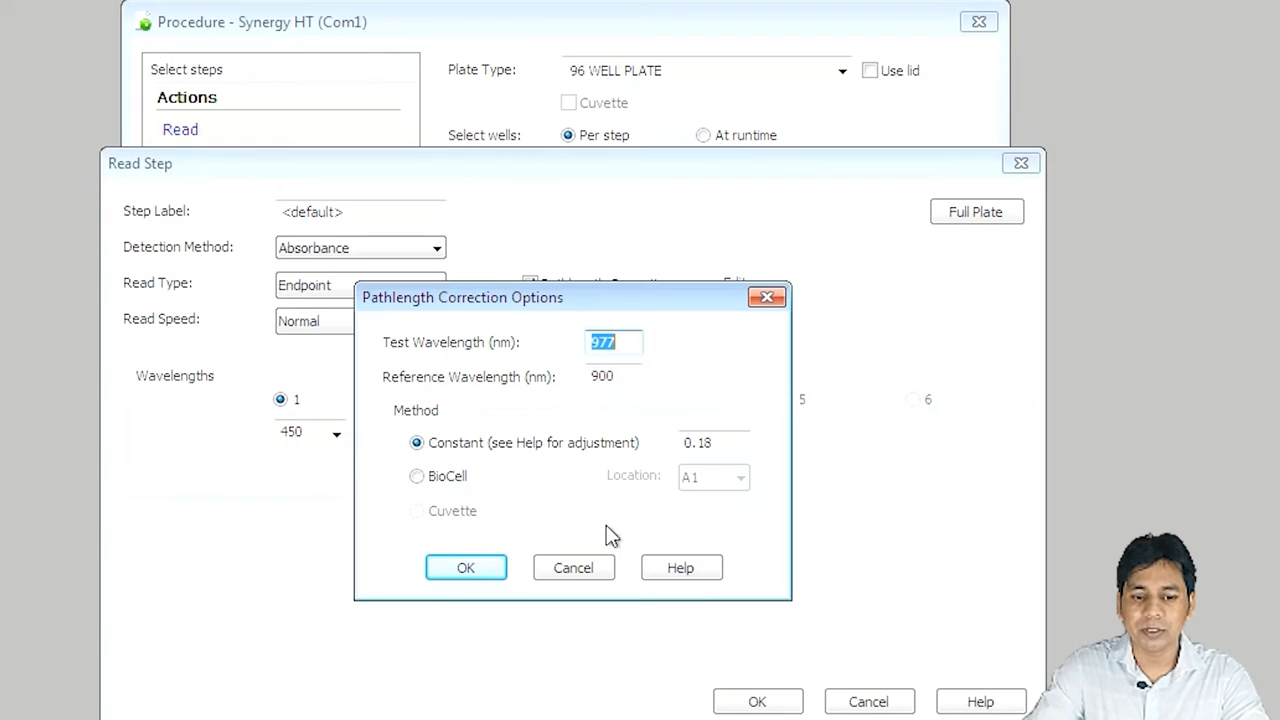 Procedure - Synergy HT (Com1)
Select steps
Actions
Read
Plate Type: 96 WELL PLATE Use lid
Cuvette
Select wells: Per step At runtime
Read Step
Step Label: <default> Full Plate
Detection Method: Absorbance
Read Type: Endpoint
Read Speed: Normal
Wavelengths
1 5 6
450
Pathlength Correction Options
Test Wavelength (nm): 977
Reference Wavelength (nm): 900
Method
Constant (see Help for adjustment) 0.18
BioCell Location: A1
Cuvette
OK Cancel Help
OK Cancel Help